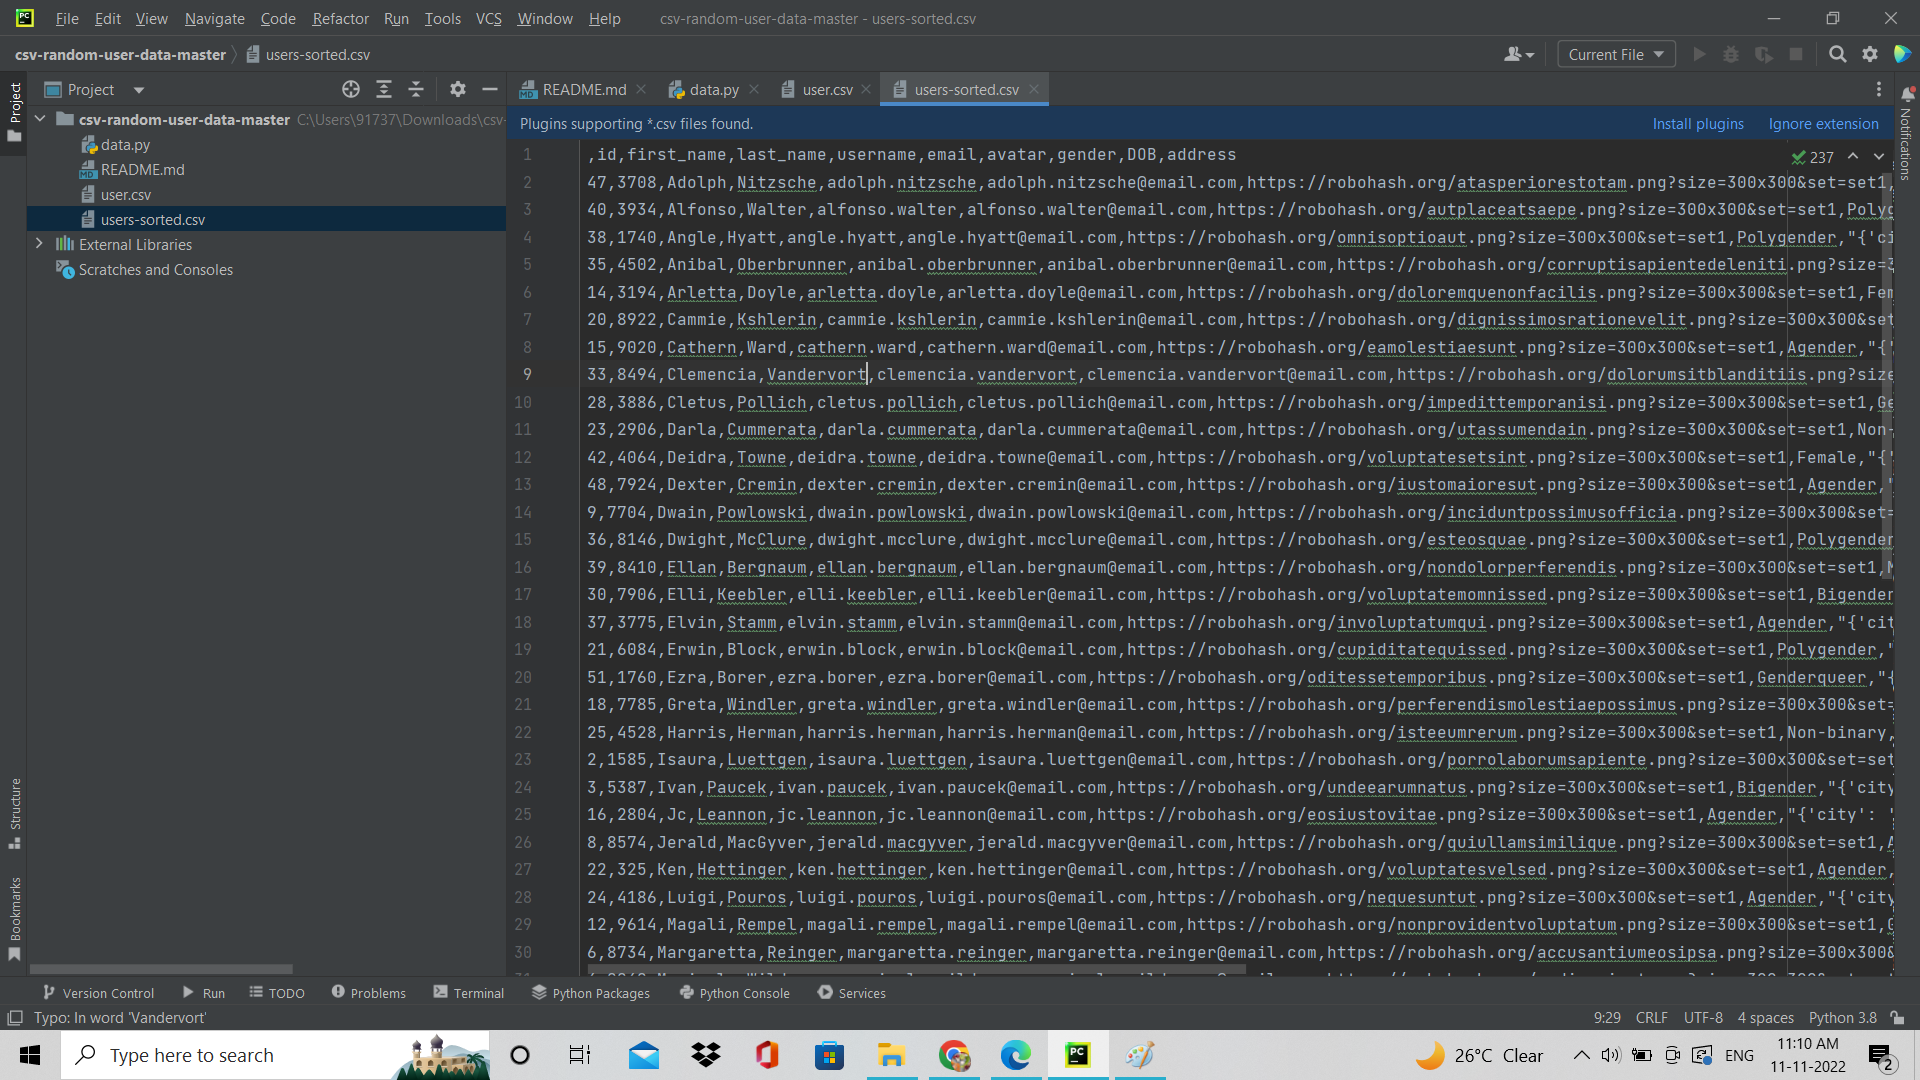 File Edit View Navigate Code Refactor Run Tools VCS Window Help csv-random-user-data-master - users-sorted.csv
csv-random-user-data-master users-sorted.csv Current File
Project README.md data.py user.csv users-sorted.csv
Project
Notifications
csv-random-user-data-master C:\Users\91737\Downloads\csv-
data.py
README.md
user.csv
users-sorted.csv
External Libraries
Scratches and Consoles
Plugins supporting *.csv files found. Install plugins Ignore extension
237
1 ,id,first_name,last_name,username,email,avatar,gender,DOB,address
2 47,3708,Adolph,Nitzsche,adolph.nitzsche,adolph.nitzsche@email.com,https://robohash.org/atasperiorestotam.png?size=300x300&set=set1,
3 40,3934,Alfonso,Walter,alfonso.walter,alfonso.walter@email.com,https://robohash.org/autplaceatsaepe.png?size=300x300&set=set1,Polyg
4 38,1740,Angle,Hyatt,angle.hyatt,angle.hyatt@email.com,https://robohash.org/omnisoptioaut.png?size=300x300&set=set1,Polygender,"{'ci
5 35,4502,Anibal,Oberbrunner,anibal.oberbrunner,anibal.oberbrunner@email.com,https://robohash.org/corruptisapientedeleniti.png?size=3
6 14,3194,Arletta,Doyle,arletta.doyle,arletta.doyle@email.com,https://robohash.org/doloremquenonfacilis.png?size=300x300&set=set1,Fem
7 20,8922,Cammie,Kshlerin,cammie.kshlerin,cammie.kshlerin@email.com,https://robohash.org/dignissimosrationevelit.png?size=300x300&set
8 15,9020,Cathern,Ward,cathern.ward,cathern.ward@email.com,https://robohash.org/eamolestiaesunt.png?size=300x300&set=set1,Agender,"{'
9 33,8494,Clemencia,Vandervort,clemencia.vandervort,clemencia.vandervort@email.com,https://robohash.org/dolorumsitblanditiis.png?size
10 28,3886,Cletus,Pollich,cletus.pollich,cletus.pollich@email.com,https://robohash.org/impedittemporanisi.png?size=300x300&set=set1,Ge
11 23,2906,Darla,Cummerata,darla.cummerata,darla.cummerata@email.com,https://robohash.org/utassumendain.png?size=300x300&set=set1,Non-
12 42,4064,Deidra,Towne,deidra.towne,deidra.towne@email.com,https://robohash.org/voluptatesetsint.png?size=300x300&set=set1,Female,"{'
13 48,7924,Dexter,Cremin,dexter.cremin,dexter.cremin@email.com,https://robohash.org/iustomaioresut.png?size=300x300&set=set1,Agender,"
14 9,7704,Dwain,Powlowski,dwain.powlowski,dwain.powlowski@email.com,https://robohash.org/inciduntpossimusofficia.png?size=300x300&set=
15 36,8146,Dwight,McClure,dwight.mcclure,dwight.mcclure@email.com,https://robohash.org/esteosquae.png?size=300x300&set=set1,Polygender
16 39,8410,Ellan,Bergnaum,ellan.bergnaum,ellan.bergnaum@email.com,https://robohash.org/nondolorperferendis.png?size=300x300&set=set1,M
17 30,7906,Elli,Keebler,elli.keebler,elli.keebler@email.com,https://robohash.org/voluptatemomnissed.png?size=300x300&set=set1,Bigender
18 37,3775,Elvin,Stamm,elvin.stamm,elvin.stamm@email.com,https://robohash.org/involuptatumqui.png?size=300x300&set=set1,Agender,"{'cit
19 21,6084,Erwin,Block,erwin.block,erwin.block@email.com,https://robohash.org/cupiditatequissed.png?size=300x300&set=set1,Polygender,"
20 51,1760,Ezra,Borer,ezra.borer,ezra.borer@email.com,https://robohash.org/oditessetemporibus.png?size=300x300&set=set1,Genderqueer,"{
21 18,7785,Greta,Windler,greta.windler,greta.windler@email.com,https://robohash.org/perferendismolestiaepossimus.png?size=300x300&set=
22 25,4528,Harris,Herman,harris.herman,harris.herman@email.com,https://robohash.org/isteeumrerum.png?size=300x300&set=set1,Non-binary,
23 2,1585,Isaura,Luettgen,isaura.luettgen,isaura.luettgen@email.com,https://robohash.org/porrolaborumsapiente.png?size=300x300&set=set
24 3,5387,Ivan,Paucek,ivan.paucek,ivan.paucek@email.com,https://robohash.org/undeearumnatus.png?size=300x300&set=set1,Bigender,"{'city
25 16,2804,Jc,Leannon,jc.leannon,jc.leannon@email.com,https://robohash.org/eosiustovitae.png?size=300x300&set=set1,Agender,"{'city': '
26 8,8574,Jerald,MacGyver,jerald.macgyver,jerald.macgyver@email.com,https://robohash.org/quiullamsimilique.png?size=300x300&set=set1,A
27 22,325,Ken,Hettinger,ken.hettinger,ken.hettinger@email.com,https://robohash.org/voluptatesvelsed.png?size=300x300&set=set1,Agender,
28 24,4186,Luigi,Pouros,luigi.pouros,luigi.pouros@email.com,https://robohash.org/nequesuntut.png?size=300x300&set=set1,Agender,"{'city
29 12,9614,Magali,Rempel,magali.rempel,magali.rempel@email.com,https://robohash.org/nonprovidentvoluptatum.png?size=300x300&set=set1,G
30 6,8734,Margaretta,Reinger,margaretta.reinger,margaretta.reinger@email.com,https://robohash.org/accusantiumeosipsa.png?size=300x300&
Structure
Bookmarks
Version Control Run TODO Problems Terminal Python Packages Python Console Services
Typo: In word 'Vandervort' 9:29 CRLF UTF-8 4 spaces Python 3.8
Type here to search 26°C Clear ENG 11:10 AM
11-11-2022 2